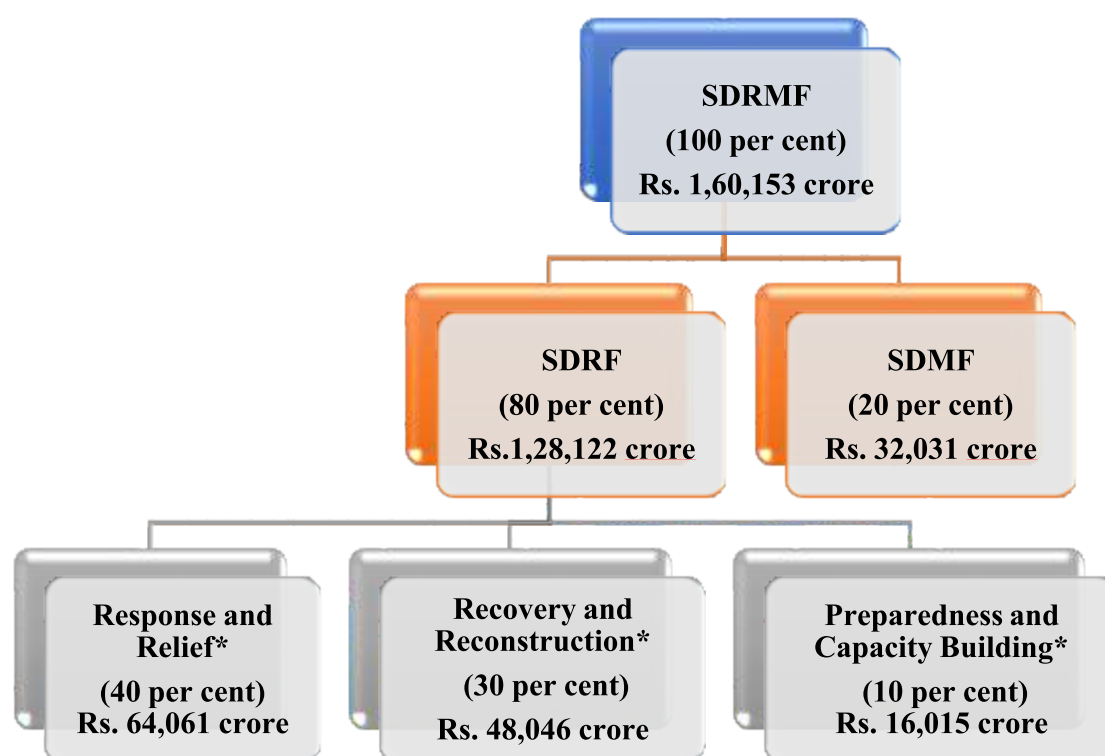 SDRMF
(100 per cent)
Rs. 1,60,153 crore
SDRF
(80 per cent)
Rs.1,28,122 crore
SDMF
(20 per cent)
Rs. 32,031 crore
Response and
Relief*
(40 per cent)
Rs. 64,061 crore
Recovery and
Reconstruction*
(30 per cent)
Rs. 48,046 crore
Preparedness and
Capacity Building*
(10 per cent)
Rs. 16,015 crore